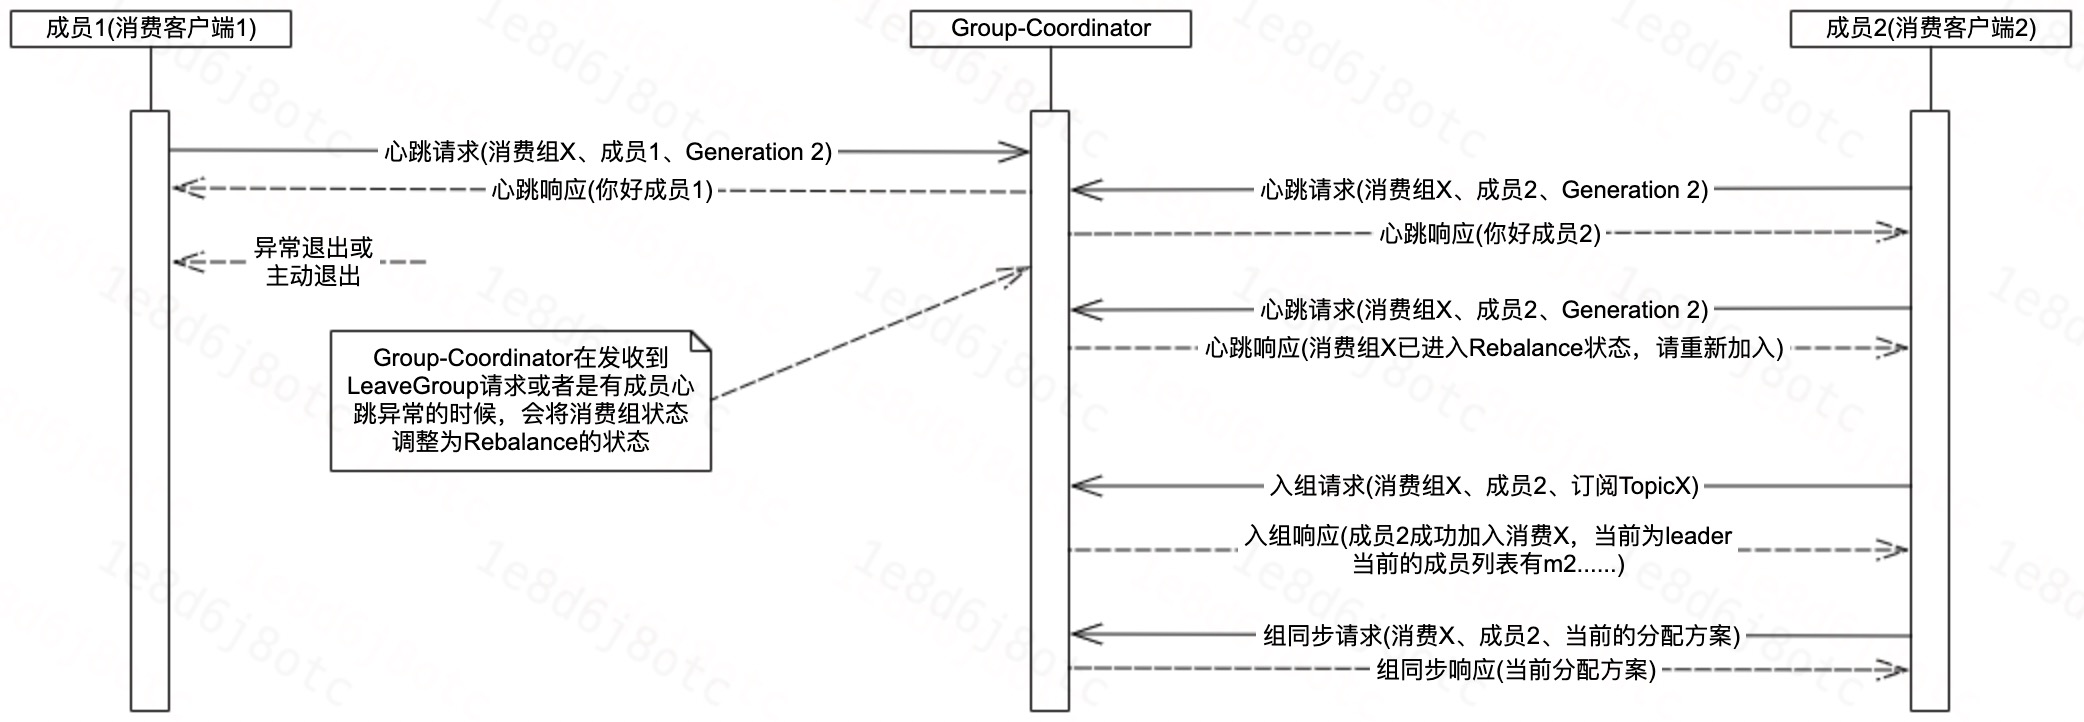 成员1(消费客户端1)
Group-Coordinator
成员2(消费客户端2)
心跳请求(消费组X、成员1、Generation 2)
心跳响应(你好成员1)
心跳请求(消费组X、成员2、Generation 2)
心跳响应(你好成员2)
异常退出或
主动退出
心跳请求(消费组X、成员2、Generation 2)
心跳响应(消费组X已进入Rebalance状态，请重新加入)
Group-Coordinator在发收到
LeaveGroup请求或者是有成员心
跳异常的时候，会将消费组状态
调整为Rebalance的状态
入组请求(消费组X、成员2、订阅TopicX)
入组响应(成员2成功加入消费X，当前为leader
当前的成员列表有m2......)
组同步请求(消费X、成员2、当前的分配方案)
组同步响应(当前分配方案)
1e8d6j8otc